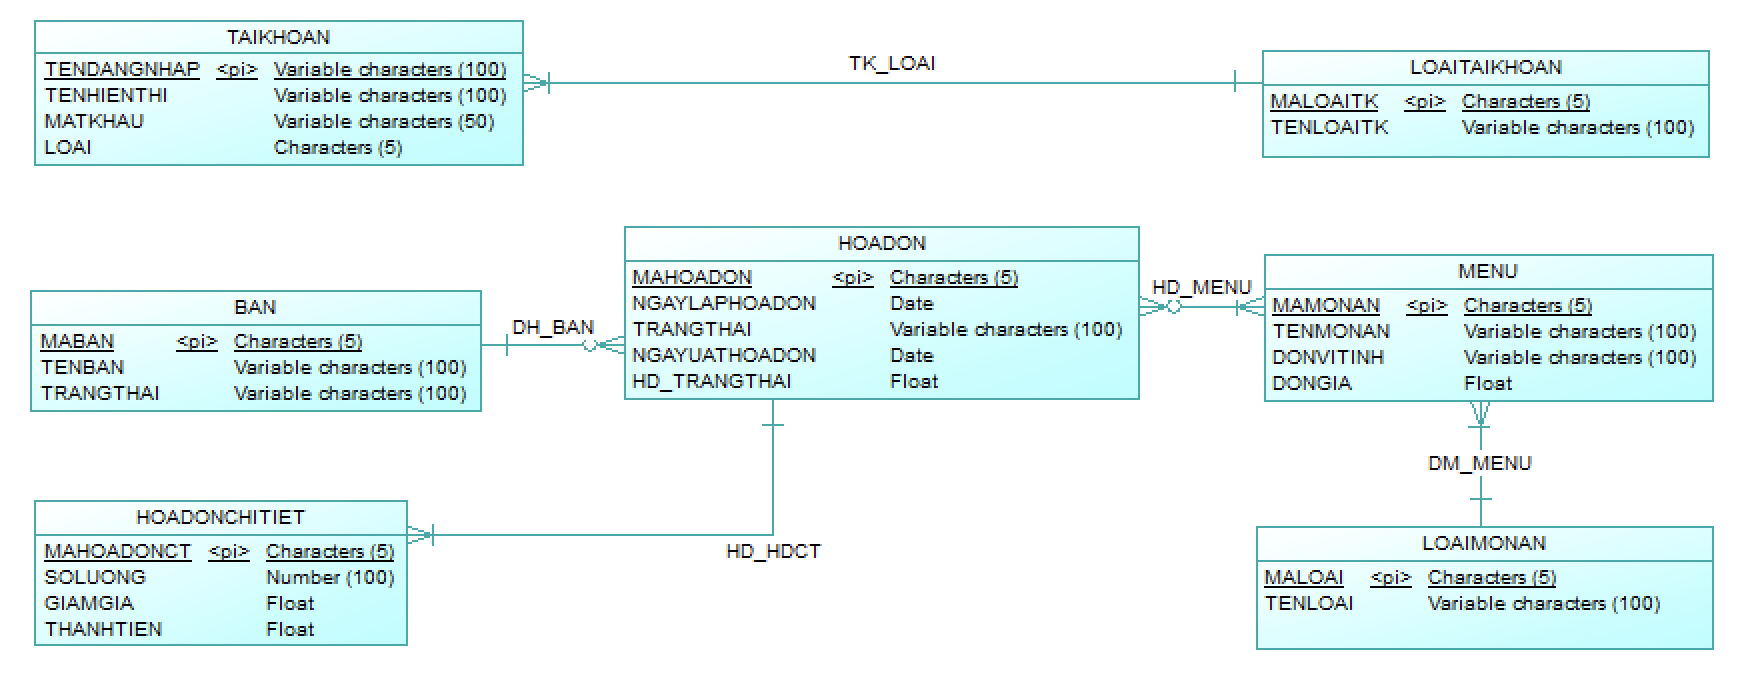 TAIKHOAN
TENDANGNHAP <pi> Variable characters (100)
TENHIENTHI Variable characters (100)
MATKHAU Variable characters (50)
LOAI Characters (5)
TK_LOAI
LOAITAIKHOAN
MALOAITK <pi> Characters (5)
TENLOAITK Variable characters (100)
BAN
MABAN <pi> Characters (5)
TENBAN Variable characters (100)
TRANGTHAI Variable characters (100)
DH_BAN
HOADON
MAHOADON <pi> Characters (5)
NGAYLAPHOADON Date
TRANGTHAI Variable characters (100)
NGAYUATHOADON Date
HD_TRANGTHAI Float
HD_MENU
MENU
MAMONAN <pi> Characters (5)
TENMONAN Variable characters (100)
DONVITINH Variable characters (100)
DONGIA Float
DM_MENU
HOADONCHITIET
MAHOADONCT <pi> Characters (5)
SOLUONG Number (100)
GIAMGIA Float
THANHTIEN Float
HD_HDCT
LOAIMONAN
MALOAI <pi> Characters (5)
TENLOAI Variable characters (100)